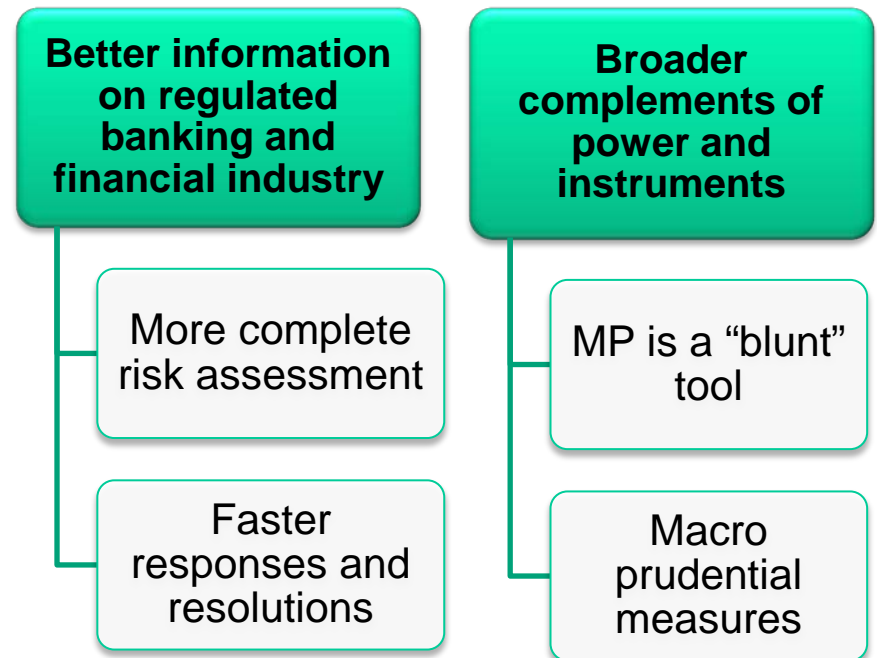 Better information
on regulated
banking and
financial industry
More complete
risk assessment
Faster
responses and
resolutions
Broader
complements of
power and
instruments
MP is a “blunt”
tool
Macro
prudential
measures